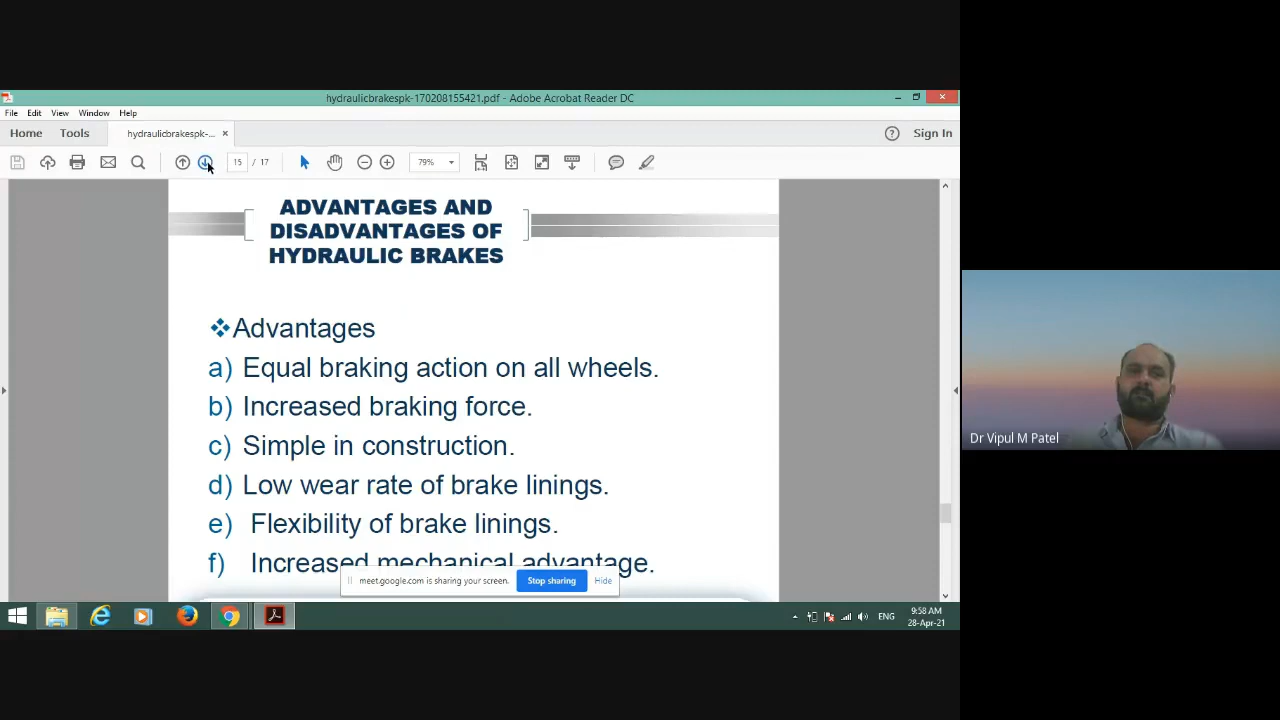 hydraulicbrakespk-170208155421.pdf - Adobe Acrobat Reader DC
File Edit View Window Help
Home Tools hydraulicbrakespk-... × Sign In
15 / 17 79%
ADVANTAGES AND
DISADVANTAGES OF
HYDRAULIC BRAKES
❖Advantages
a) Equal braking action on all wheels.
b) Increased braking force.
c) Simple in construction.
d) Low wear rate of brake linings.
e) Flexibility of brake linings.
f) Increased mechanical advantage.
meet.google.com is sharing your screen. Stop sharing Hide
ENG 9:58 AM
28-Apr-21
Dr Vipul M Patel